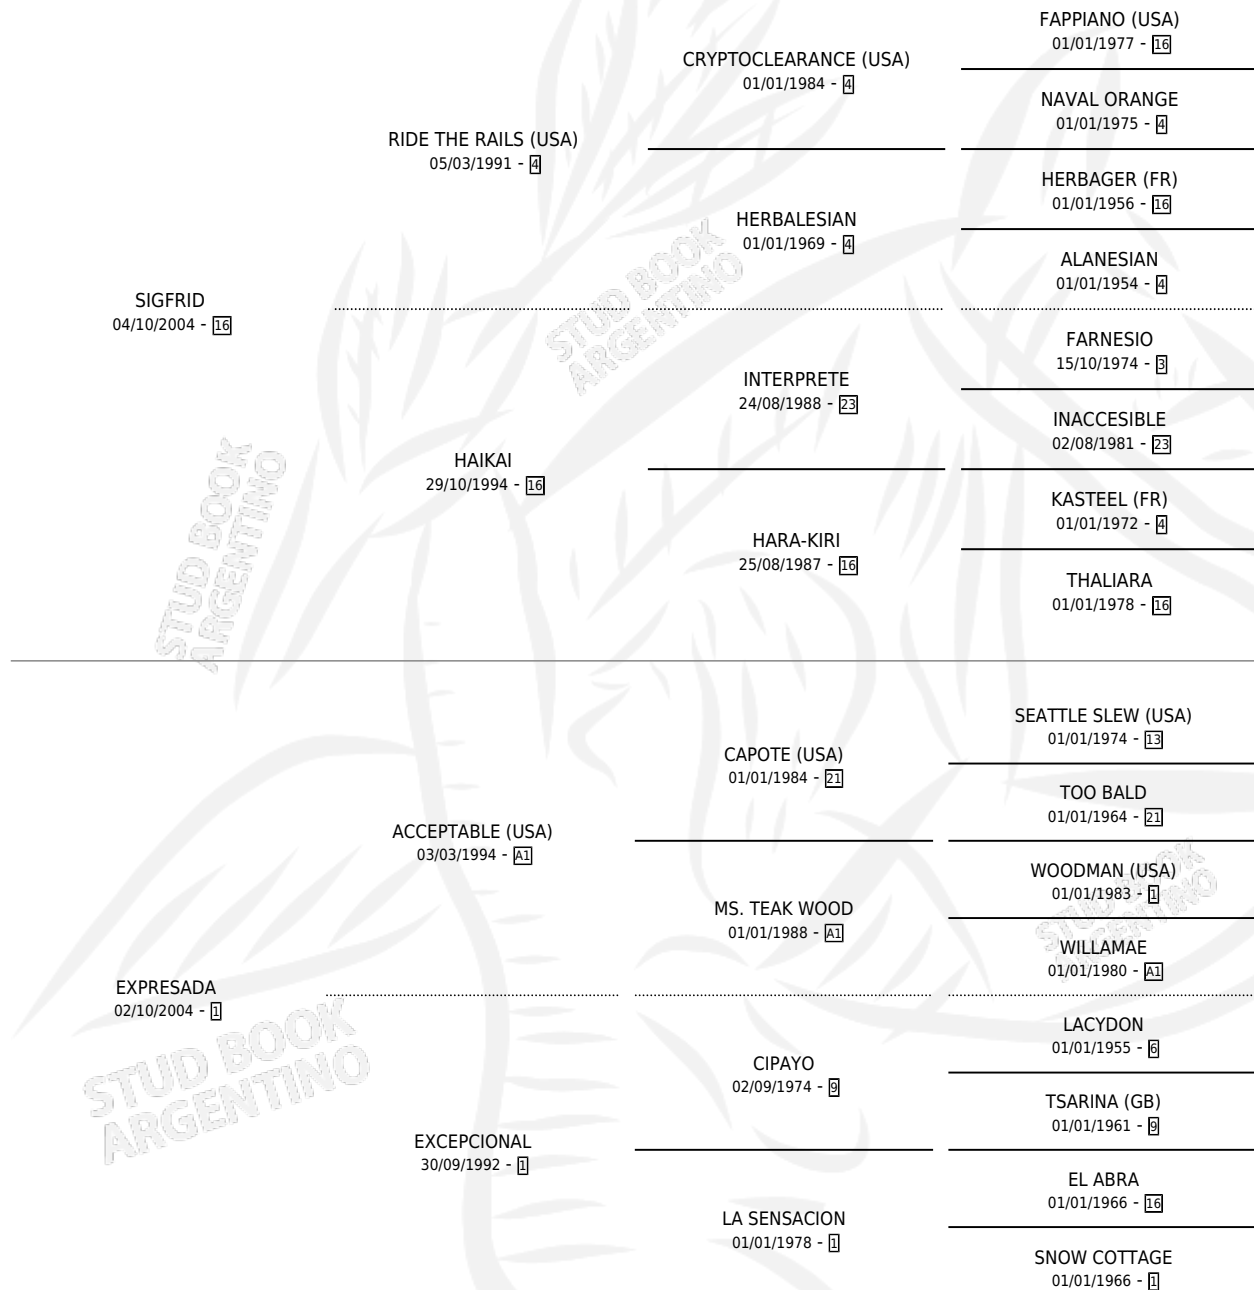 FAPPIANO (USA)
01/01/1977 - 16
CRYPTOCLEARANCE (USA)
01/01/1984 - 4
NAVAL ORANGE
01/01/1975 - 4
RIDE THE RAILS (USA)
05/03/1991 - 4
HERBAGER (FR)
01/01/1956 - 16
HERBALESIAN
01/01/1969 - 4
ALANESIAN
01/01/1954 - 4
SIGFRID
04/10/2004 - 16
STUD BOOK
ARGENTINO
FARNESIO
15/10/1974 - 3
INTERPRETE
24/08/1988 - 23
INACCESIBLE
02/08/1981 - 23
HAIKAI
29/10/1994 - 16
KASTEEL (FR)
01/01/1972 - 4
HARA-KIRI
25/08/1987 - 16
THALIARA
01/01/1978 - 16
STUD BOOK
ARGENTINO
SEATTLE SLEW (USA)
01/01/1974 - 13
CAPOTE (USA)
01/01/1984 - 21
TOO BALD
01/01/1964 - 21
ACCEPTABLE (USA)
03/03/1994 - A1
WOODMAN (USA)
01/01/1983 - 1
MS. TEAK WOOD
01/01/1988 - A1
WILLAMAE
01/01/1980 - A1
STUD BOOK
ARGENTINO
EXPRESADA
02/10/2004 - 1
LACYDON
01/01/1955 - 6
CIPAYO
02/09/1974 - 9
TSARINA (GB)
01/01/1961 - 9
STUD BOOK
ARGENTINO
EXCEPCIONAL
30/09/1992 - 1
EL ABRA
01/01/1966 - 16
LA SENSACION
01/01/1978 - 1
SNOW COTTAGE
01/01/1966 - 1